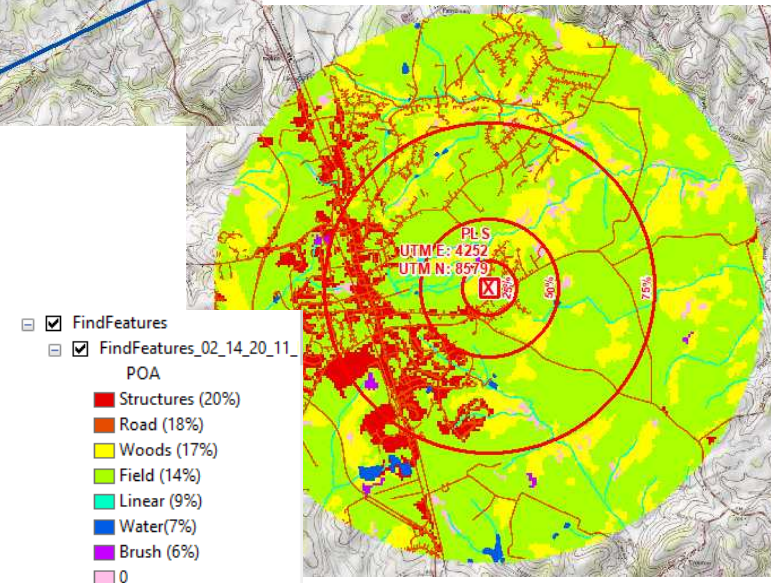 PLS
UTM E: 4252
UTM N: 8579
X
25%
50%
75%
FindFeatures
FindFeatures_02_14_20_11_
POA
Structures (20%)
Road (18%)
Woods (17%)
Field (14%)
Linear (9%)
Water(7%)
Brush (6%)
0